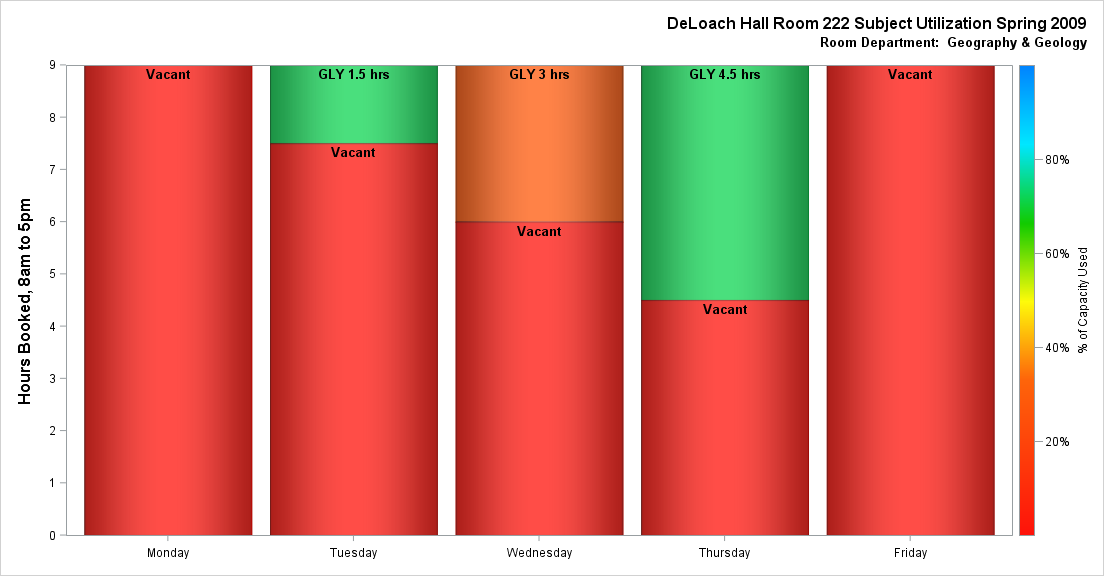 DeLoach Hall Room 222 Subject Utilization Spring 2009
Room Department: Geography & Geology
Hours Booked, 8am to 5pm
9
8
7
6
5
4
3
2
1
0
Vacant
GLY 1.5 hrs
Vacant
GLY 3 hrs
Vacant
GLY 4.5 hrs
Vacant
Vacant
Monday
Tuesday
Wednesday
Thursday
Friday
80%
60%
40%
20%
% of Capacity Used